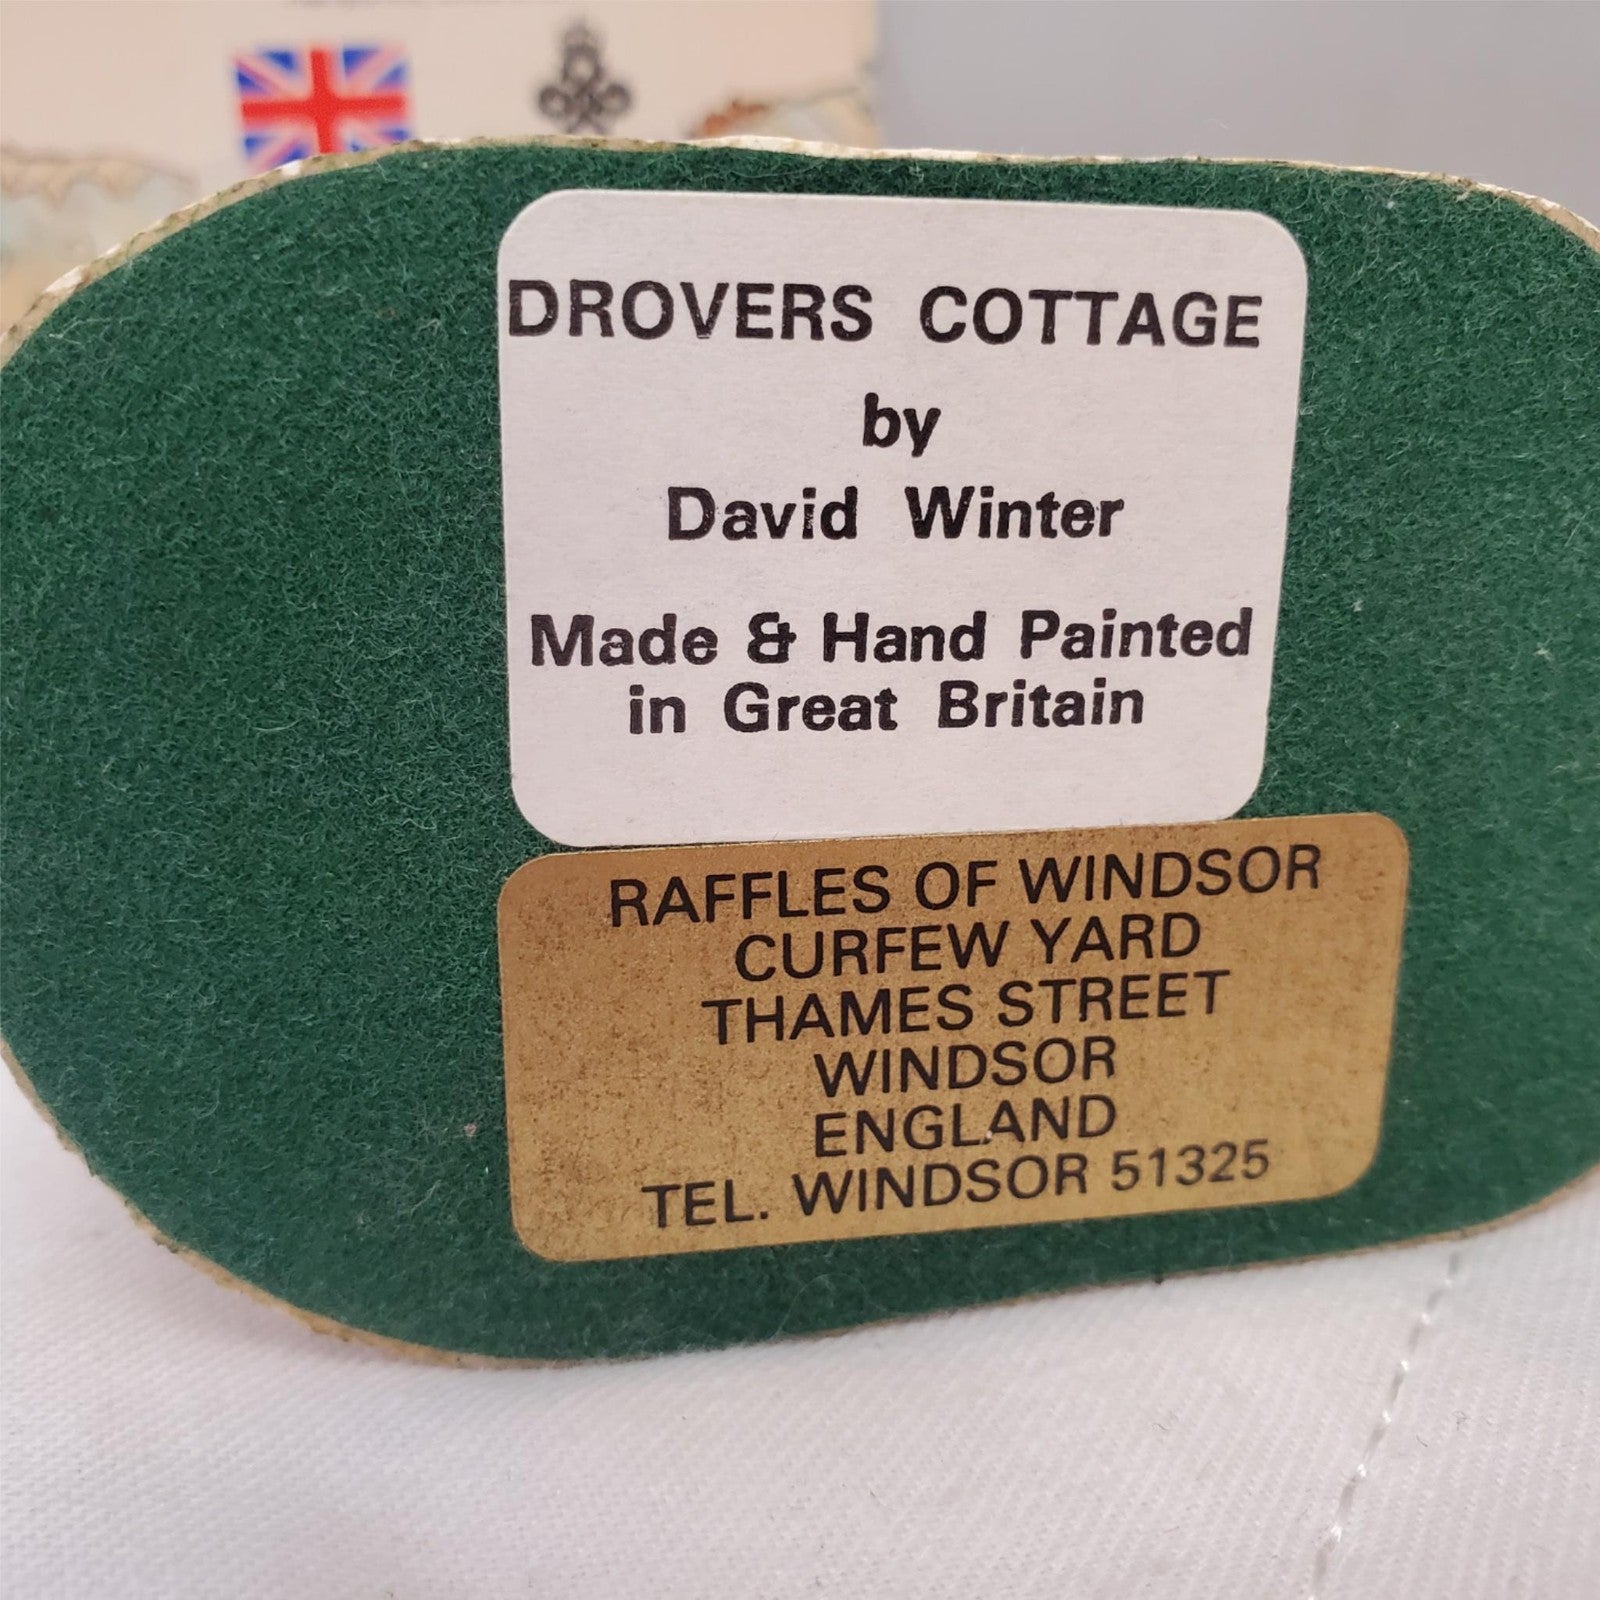 DROVERS COTTAGE
by
David Winter
Made & Hand Painted
in Great Britain
RAFFLES OF WINDSOR
CURFEW YARD
THAMES STREET
WINDSOR
ENGLAND
TEL. WINDSOR 51325